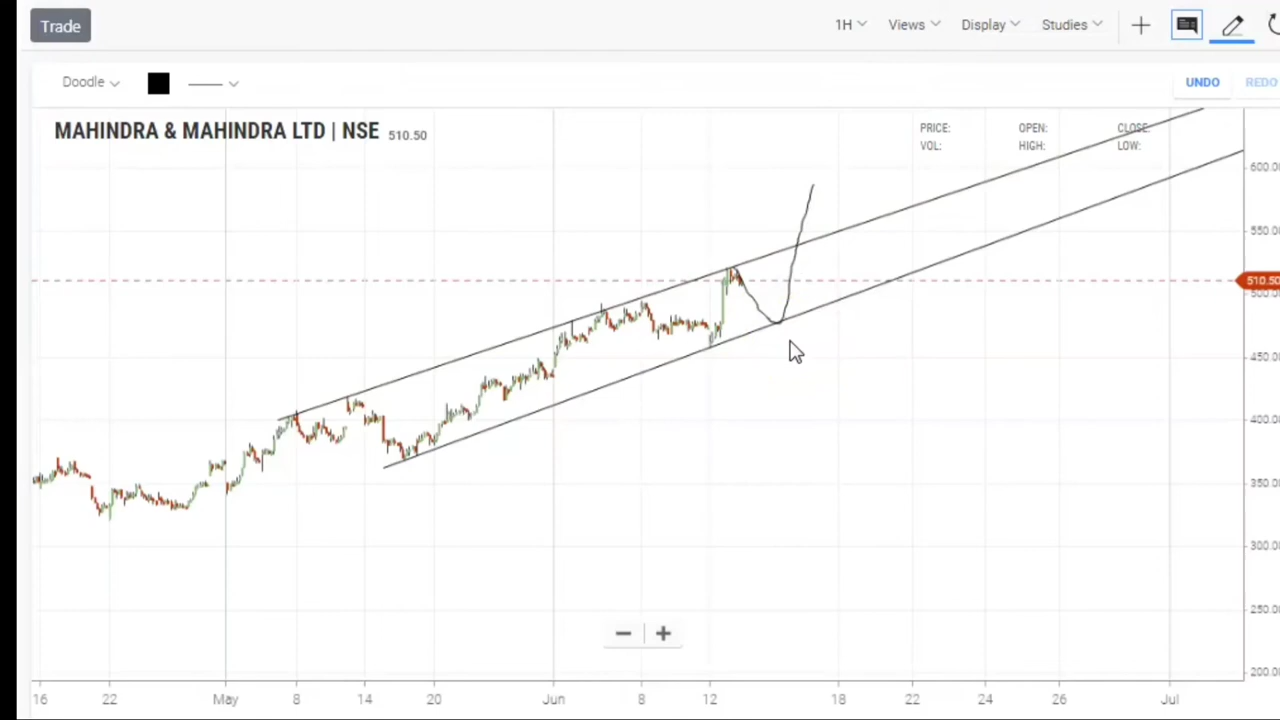 Trade 1H Views Display Studies
Doodle UNDO REDO
MAHINDRA & MAHINDRA LTD | NSE 510.50
PRICE: OPEN: CLOSE:
VOL: HIGH: LOW:
600.00
550.00
510.50
500.00
450.00
400.00
350.00
300.00
250.00
200.00
16 22 May 8 14 20 Jun 8 12 18 22 24 26 Jul